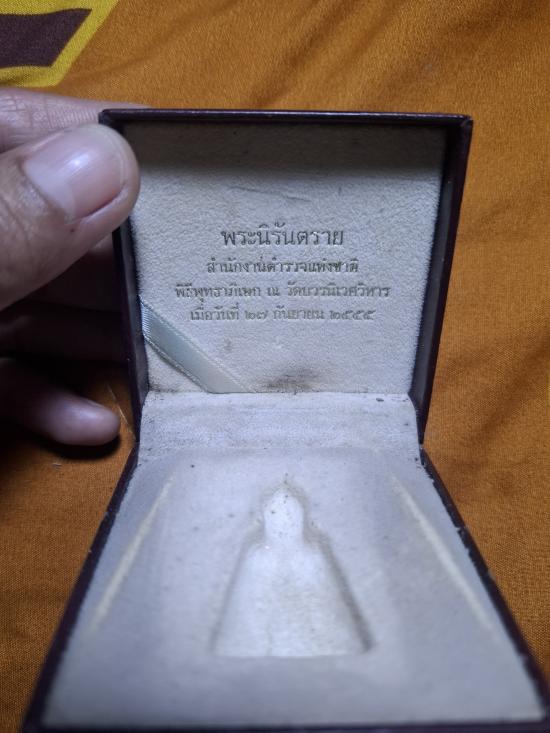 พระนิรันตราย
สำนักงานตำรวจแห่งชาติ
พิธีพุทธาภิเษก ณ วัดบวรนิเวศวิหาร
เมื่อวันที่ ๒๗ กันยายน ๒๕๕๕